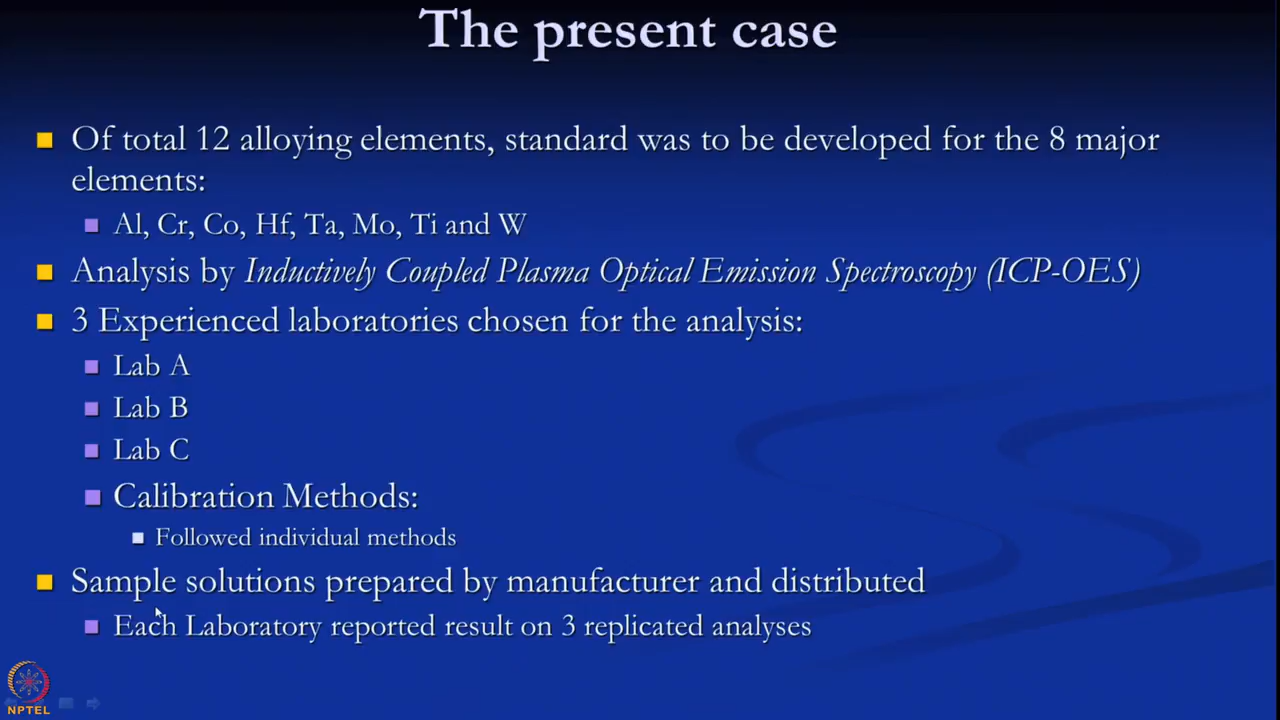 The present case
Of total 12 alloying elements, standard was to be developed for the 8 major
elements:
Al, Cr, Co, Hf, Ta, Mo, Ti and W
Analysis by Inductively Coupled Plasma Optical Emission Spectroscopy (ICP-OES)
3 Experienced laboratories chosen for the analysis:
Lab A
Lab B
Lab C
Calibration Methods:
Followed individual methods
Sample solutions prepared by manufacturer and distributed
Each Laboratory reported result on 3 replicated analyses
NPTEL